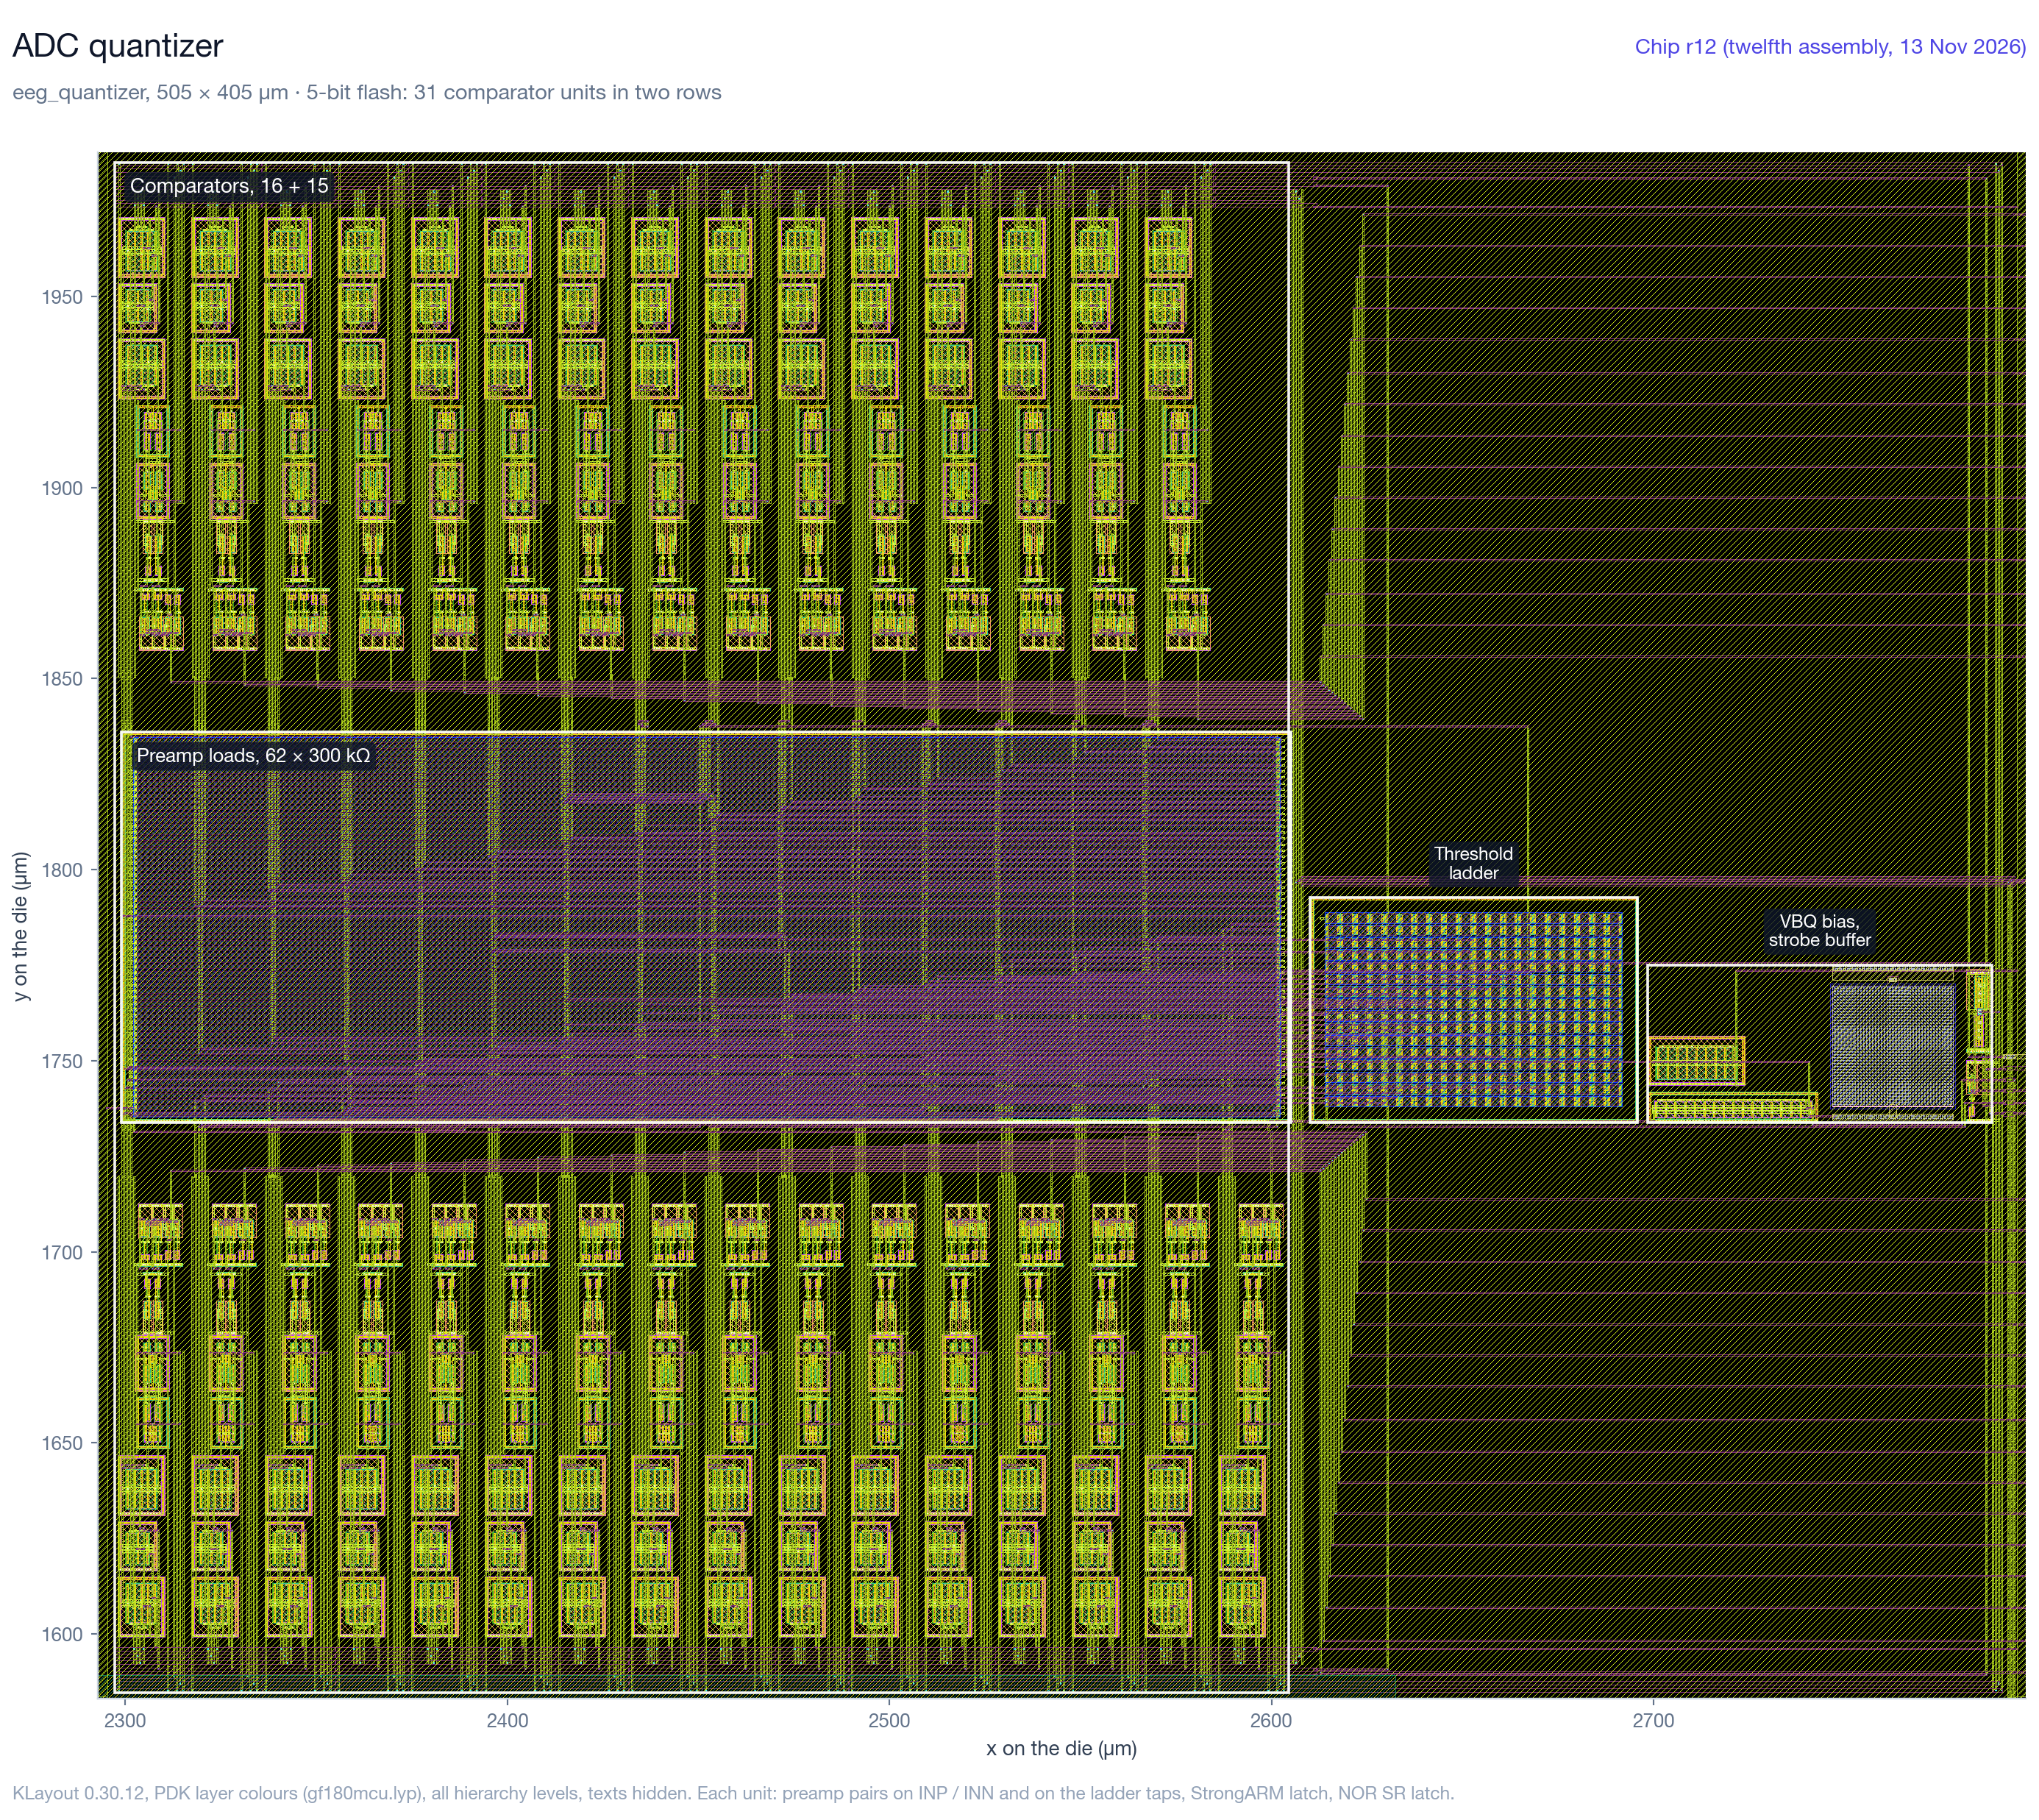 ADC quantizer
Chip r12 (twelfth assembly, 13 Nov 2026)
eeg_quantizer, 505 × 405 µm · 5-bit flash: 31 comparator units in two rows
Comparators, 16 + 15
Preamp loads, 62 × 300 kΩ
Threshold
ladder
VBQ bias,
strobe buffer
y on the die (µm)
1950
1900
1850
1800
1750
1700
1650
1600
2300
2400
2500
2600
2700
x on the die (µm)
KLayout 0.30.12, PDK layer colours (gf180mcu.lyp), all hierarchy levels, texts hidden. Each unit: preamp pairs on INP / INN and on the ladder taps, StrongARM latch, NOR SR latch.